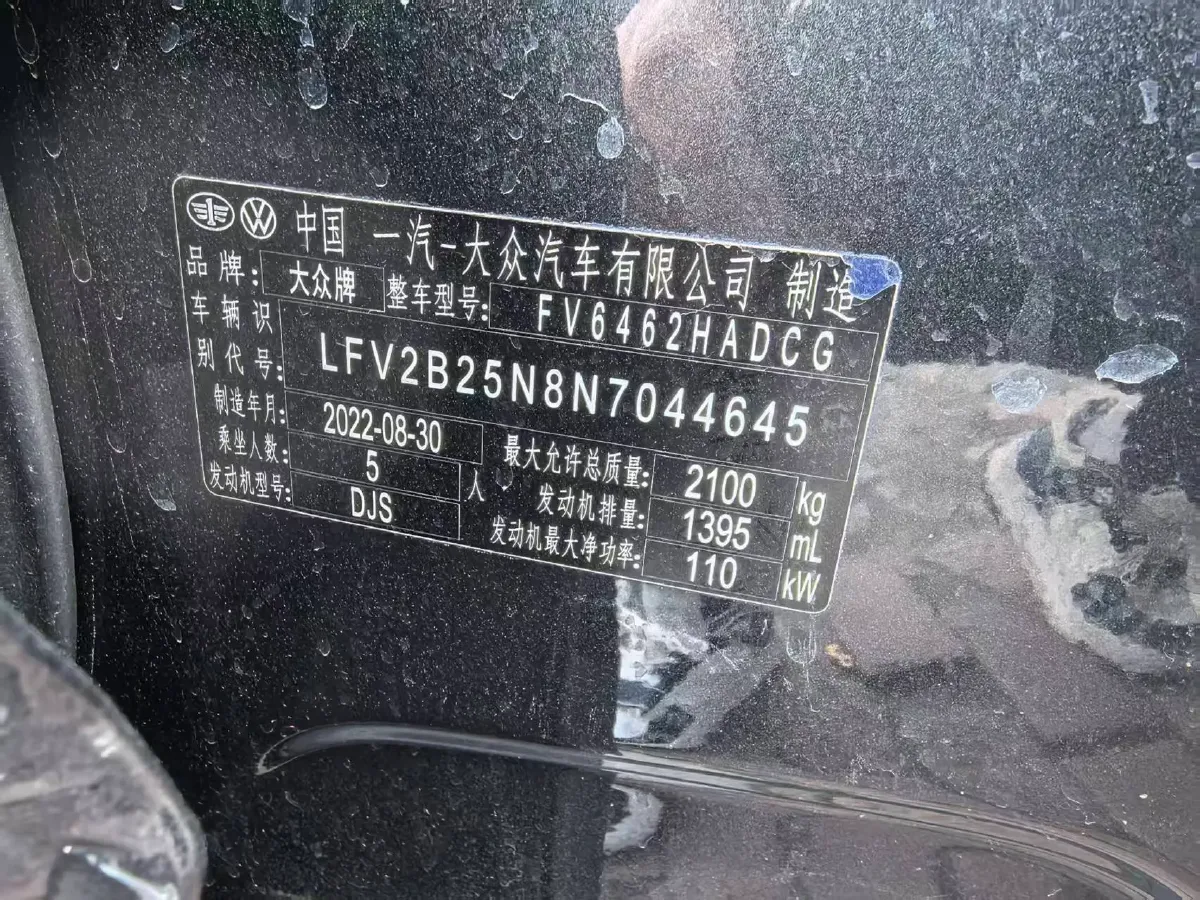 中国 一汽-大众汽车有限公司 制造
品牌: 大众牌 整车型号: FV6462HADCG
车辆识别代号: LFV2B25N8N7044645
制造年月: 2022-08-30 最大允许总质量: 2100 kg
乘坐人数: 5 人 发动机排量: 1395 mL
发动机型号: DJS 发动机最大净功率: 110 kW